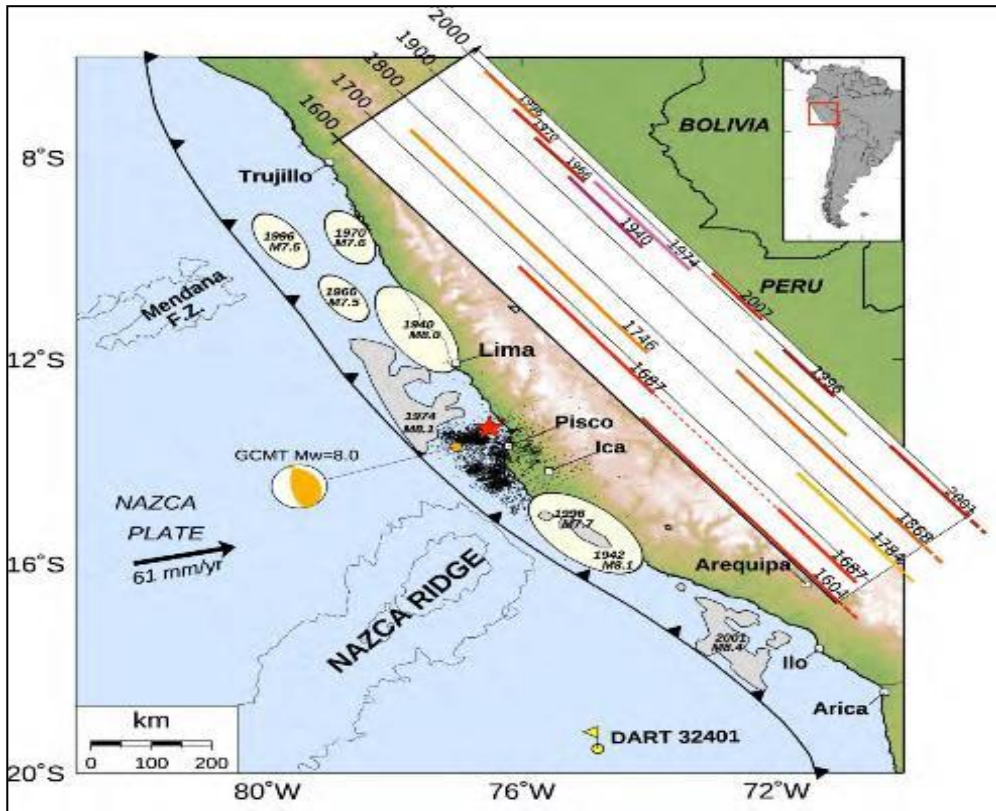 2000
1900
1800
1700
1600
BOLIVIA
PERU
8°S
12°S
16°S
20°S
80°W
76°W
72°W
Trujillo
1996
M7.5
1970
M7.6
1966
M7.5
1940
M8.0
Lima
1974
M8.1
Pisco
Ica
GCMT Mw=8.0
Mendana
F.Z.
NAZCA
PLATE
61 mm/yr
NAZCA RIDGE
1996
M7.7
1942
M8.1
Arequipa
2001
M8.4
Ilo
Arica
DART 32401
km
0 100 200
1996
1970
1966
1940
1974
2007
1746
1687
1996
2001
1868
1784
1687
1604